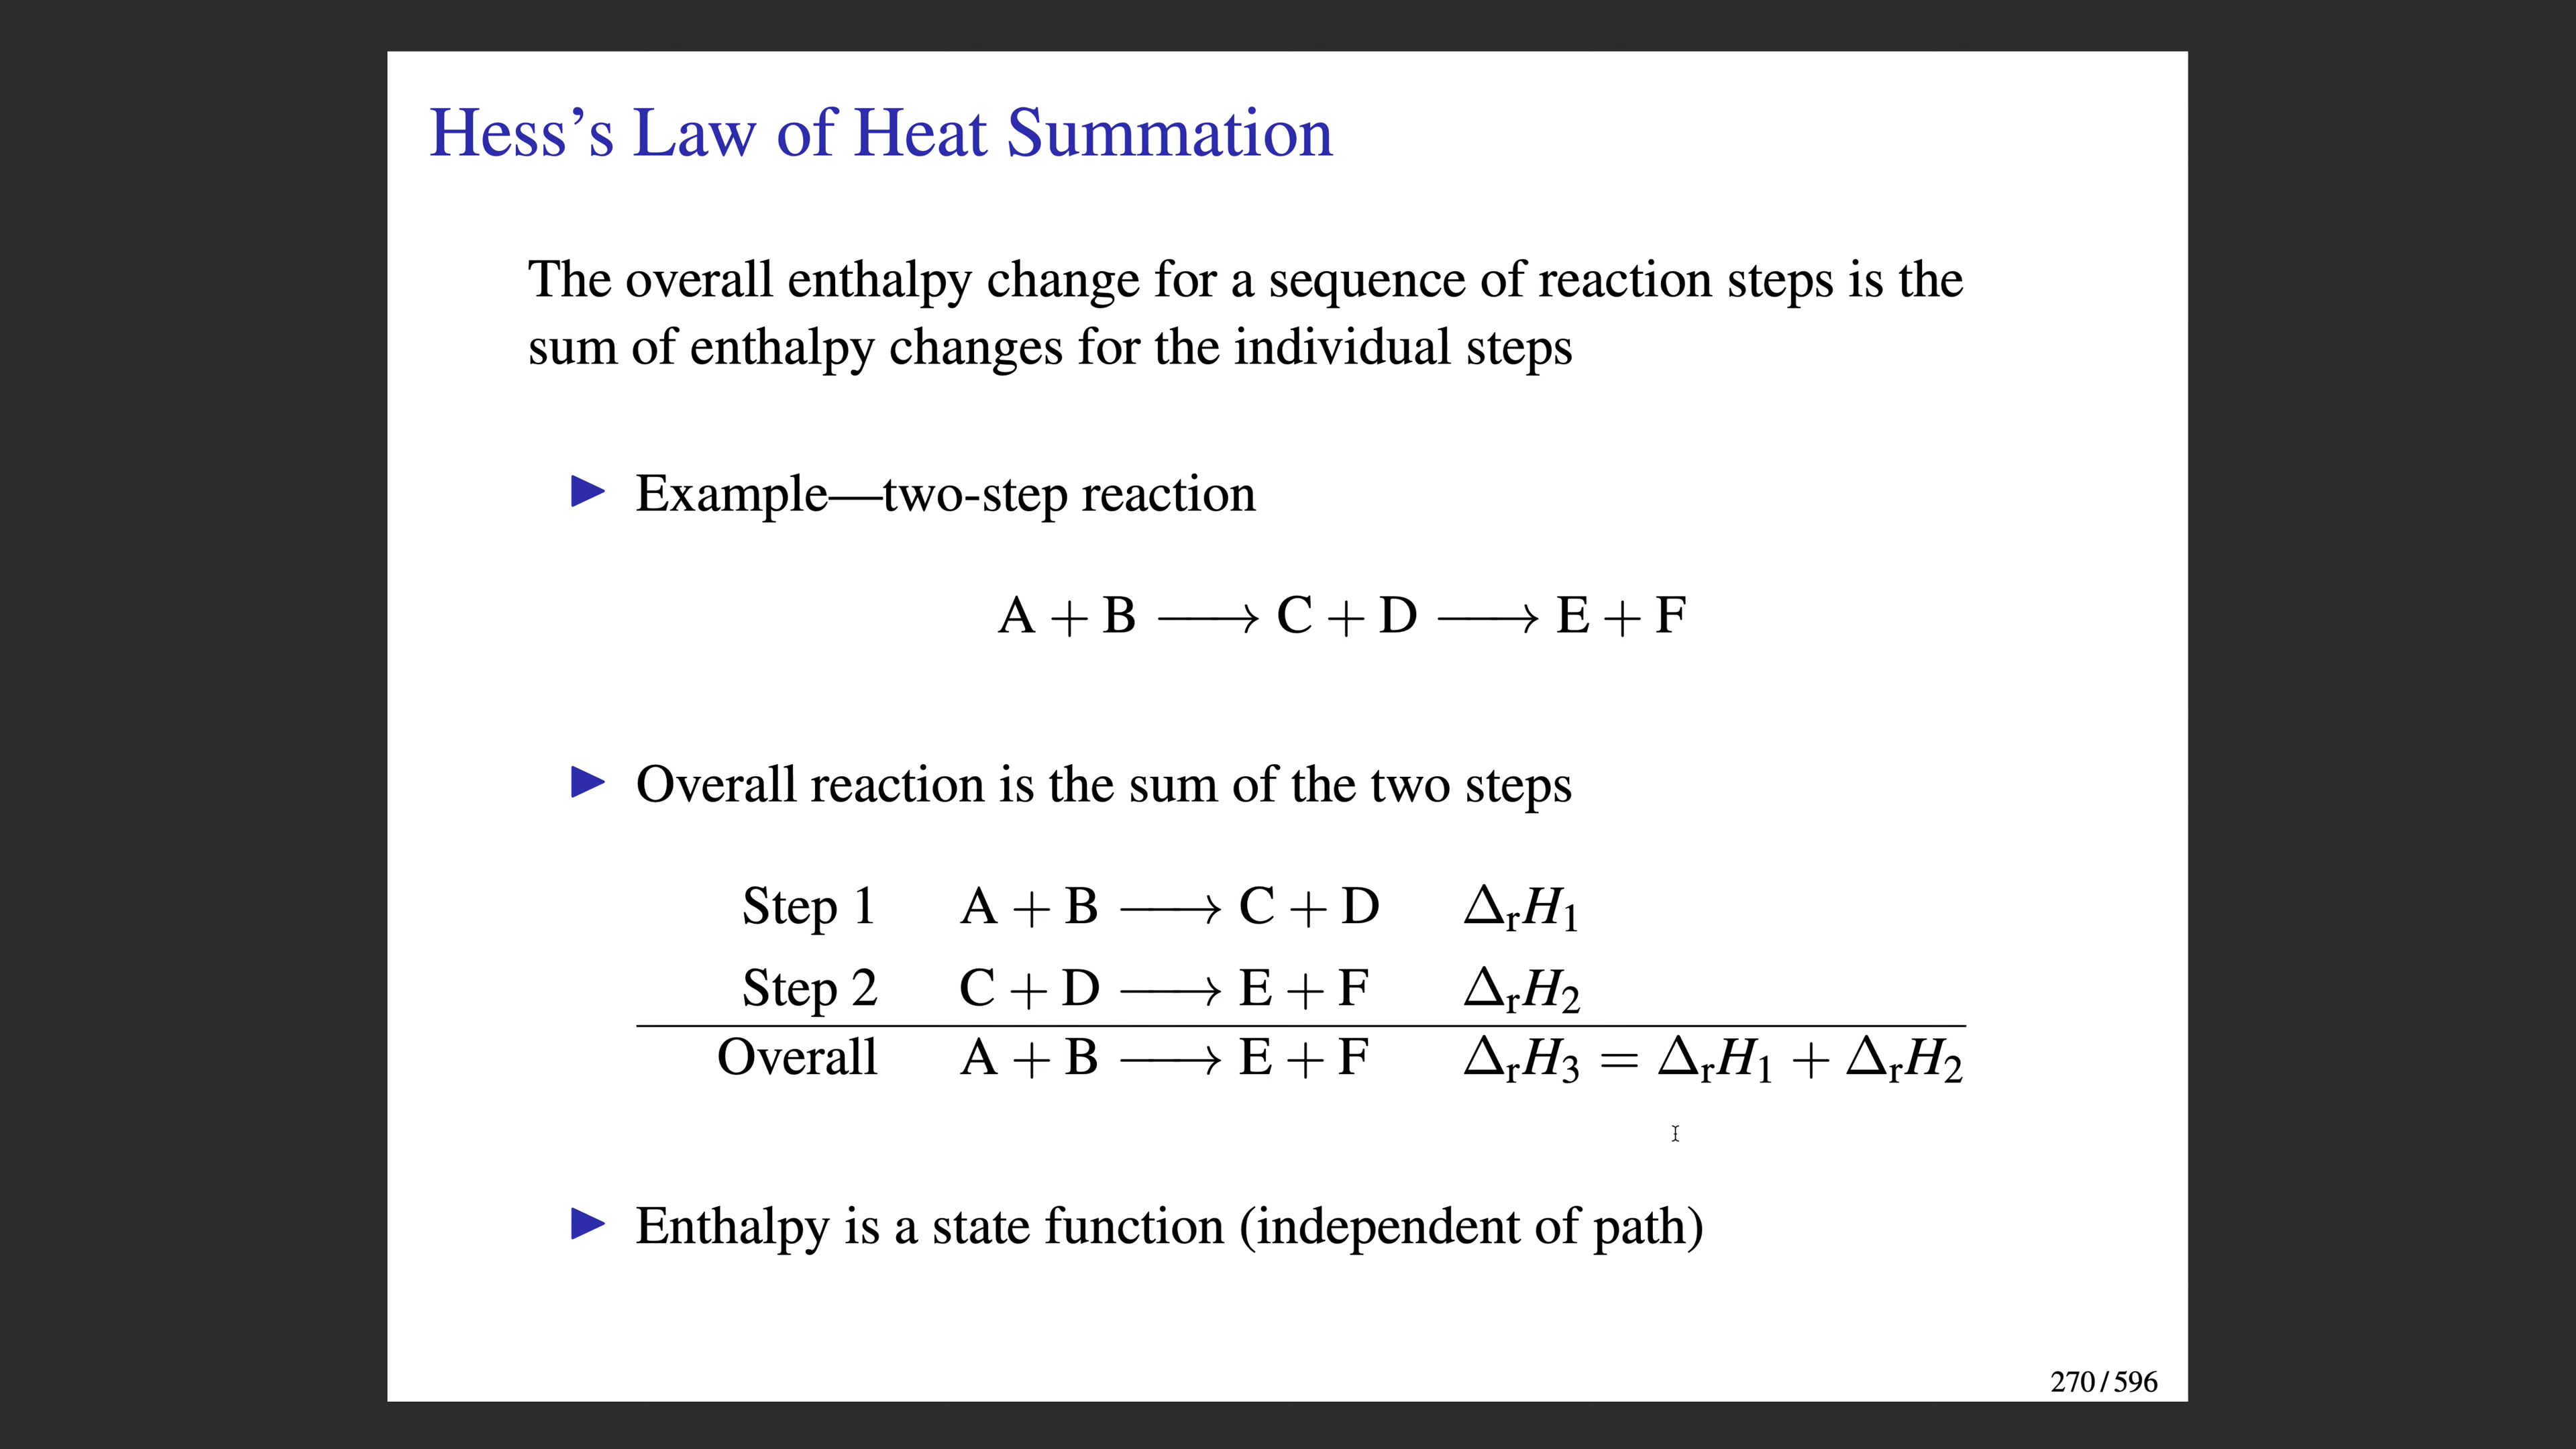 Hess’s Law of Heat Summation
The overall enthalpy change for a sequence of reaction steps is the
sum of enthalpy changes for the individual steps
▶ Example—two-step reaction
A + B ⟶ C + D ⟶ E + F
▶ Overall reaction is the sum of the two steps
Step 1 A + B ⟶ C + D ΔᵣH₁
Step 2 C + D ⟶ E + F ΔᵣH₂
Overall A + B ⟶ E + F ΔᵣH₃ = ΔᵣH₁ + ΔᵣH₂
▶ Enthalpy is a state function (independent of path)
270 / 596